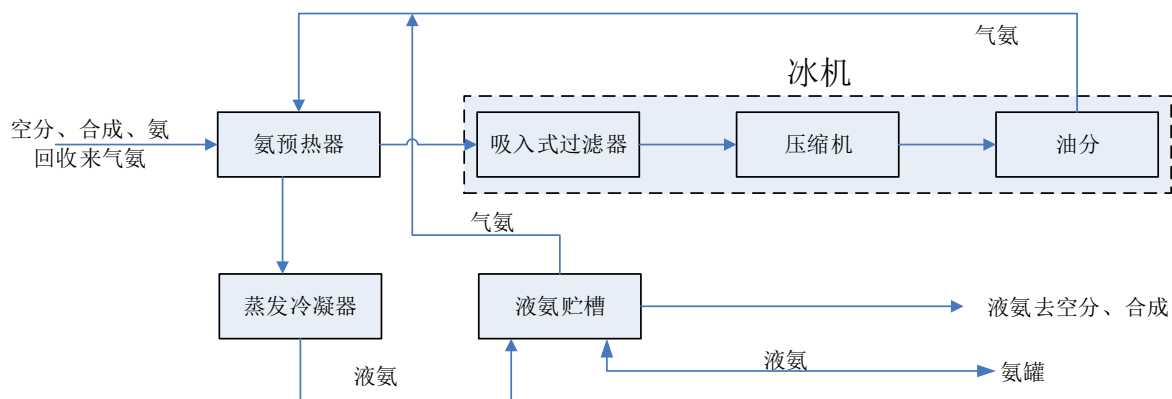 气氨
冰机
空分、合成、氨
回收来气氨
氨预热器
吸入式过滤器
压缩机
油分
气氨
蒸发冷凝器
液氨贮槽
液氨去空分、合成
液氨
液氨
氨罐